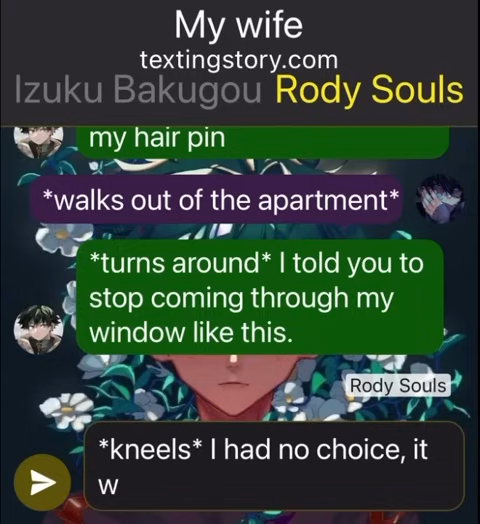 My wife
textingstory.com
Izuku Bakugou Rody Souls
my hair pin
*walks out of the apartment*
*turns around* I told you to
stop coming through my
window like this.
Rody Souls
*kneels* I had no choice, it
w